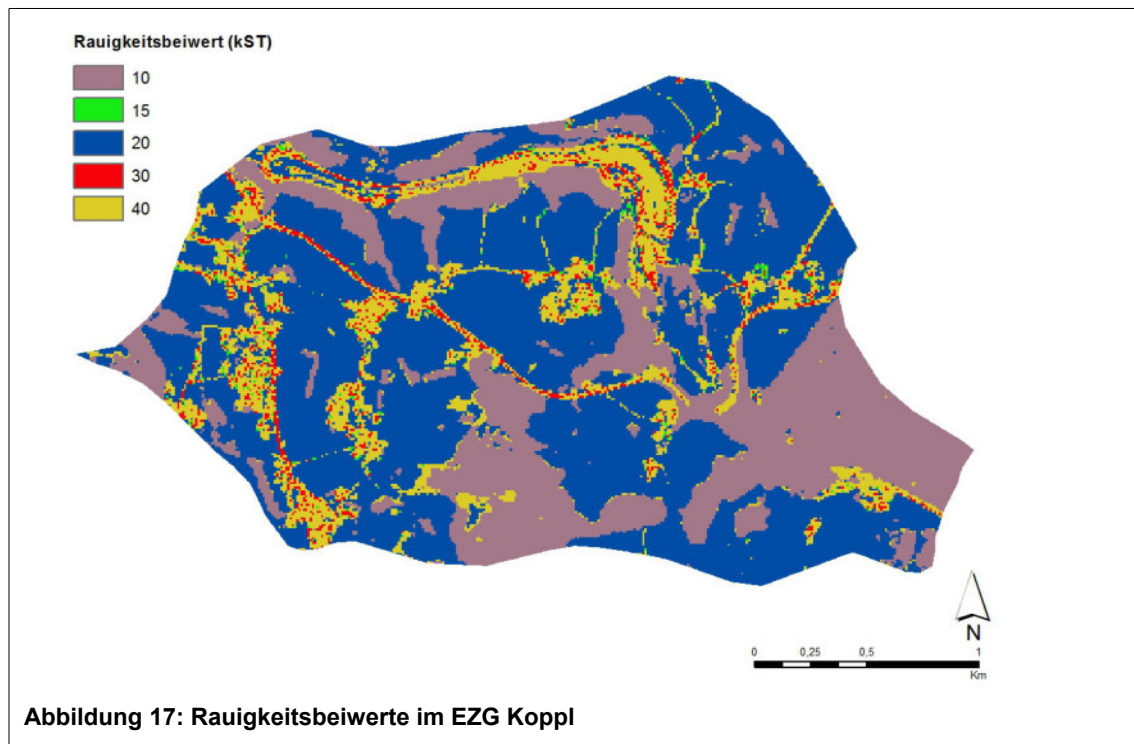 Rauigkeitsbeiwert (kST)
10
15
20
30
40
N
0 0,25 0,5 1
Km
Abbildung 17: Rauigkeitsbeiwerte im EZG Koppl